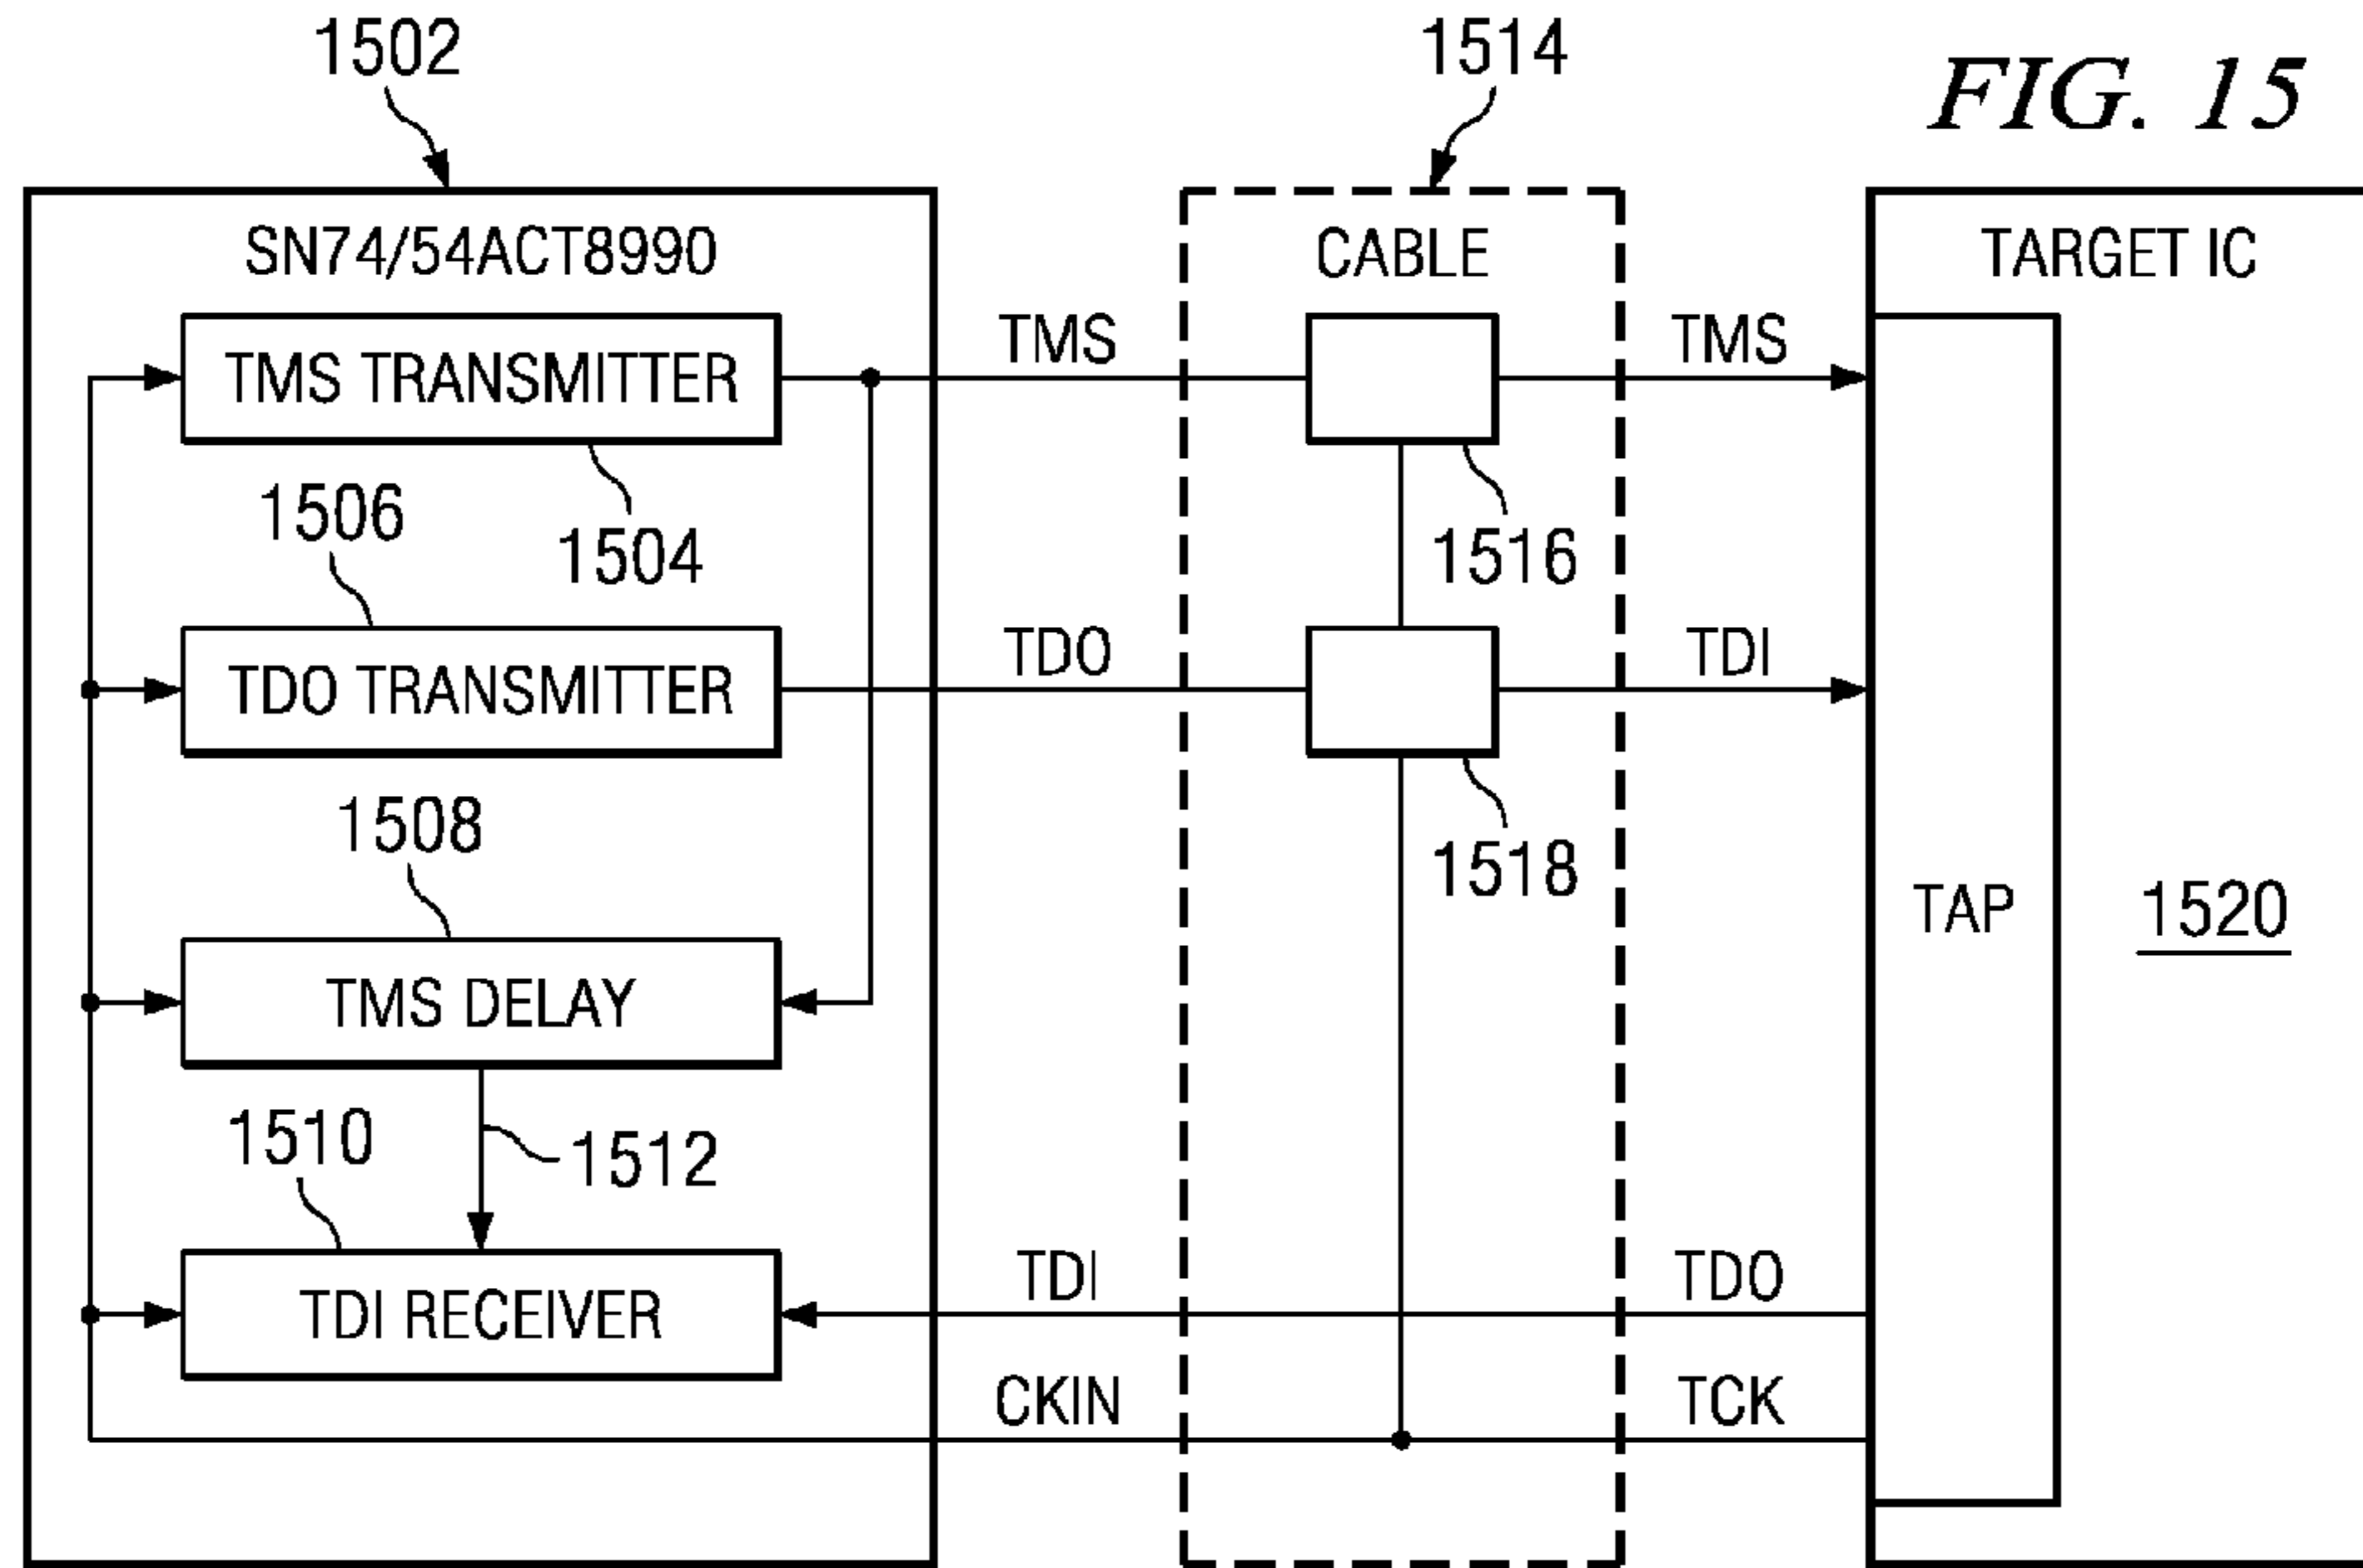 1502
1514
FIG. 15
SN74/54ACT8990
CABLE
TARGET IC
TMS TRANSMITTER
TMS
TMS
1506
1504
1516
TDO TRANSMITTER
TDO
TDI
1508
1518
TMS DELAY
TAP
1520
1510
1512
TDI RECEIVER
TDI
TDO
CKIN
TCK